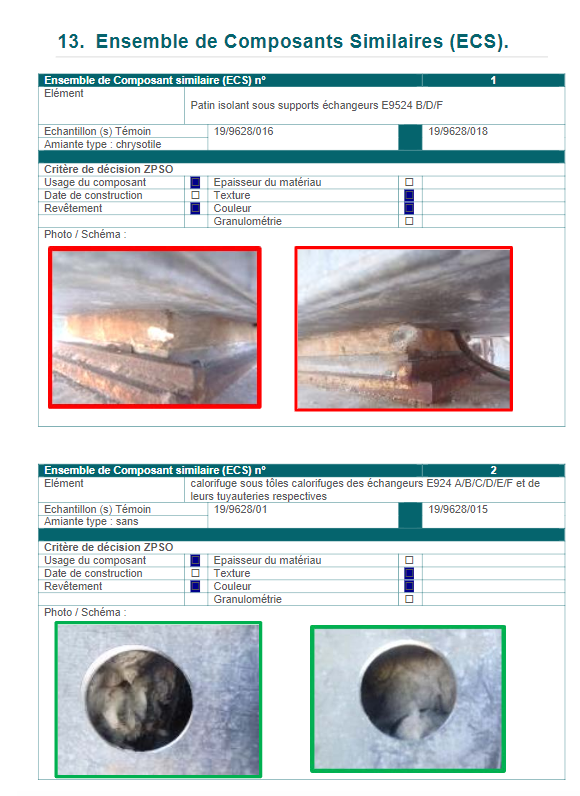 13. Ensemble de Composants Similaires (ECS).
Ensemble de Composant similaire (ECS) nº 1
Elément
Patin isolant sous supports échangeurs E9524 B/D/F
Echantillon (s) Témoin 19/9628/016 19/9628/018
Amiante type : chrysotile
Critère de décision ZPSO
Usage du composant Epaisseur du matériau
Date de construction Texture
Revêtement Couleur
Granulométrie
Photo / Schéma :
Ensemble de Composant similaire (ECS) nº 2
Elément calorifuge sous tôles calorifuges des échangeurs E924 A/B/C/D/E/F et de
leurs tuyauteries respectives
Echantillon (s) Témoin 19/9628/01 19/9628/015
Amiante type : sans
Critère de décision ZPSO
Usage du composant Epaisseur du matériau
Date de construction Texture
Revêtement Couleur
Granulométrie
Photo / Schéma :